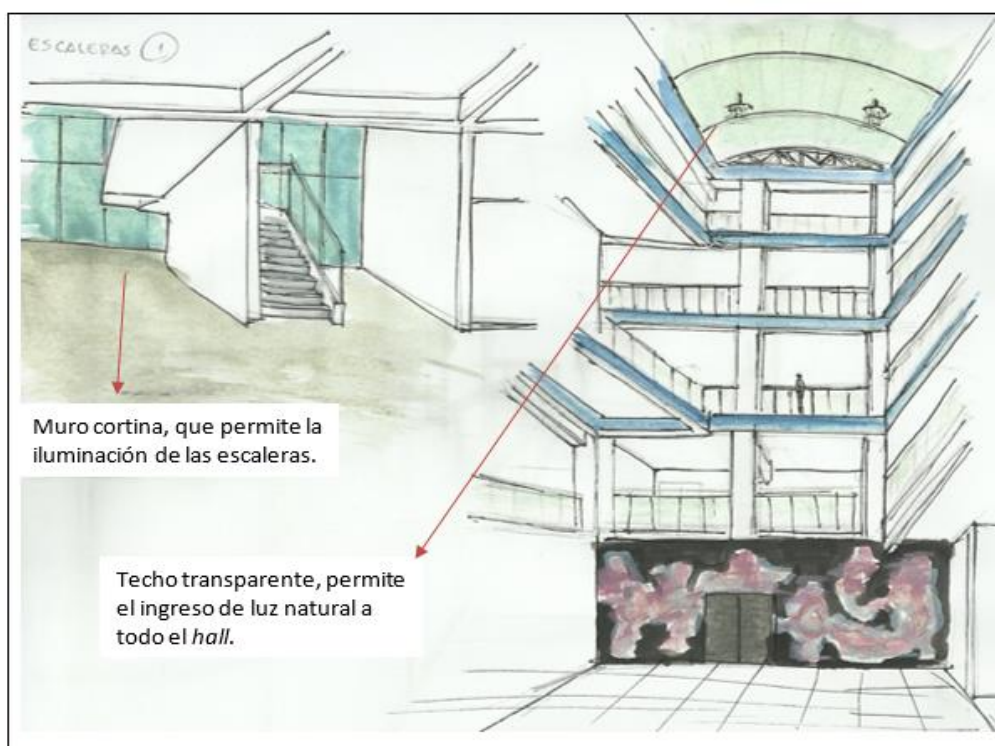 ESCALERAS 1
Muro cortina, que permite la
iluminación de las escaleras.
Techo transparente, permite
el ingreso de luz natural a
todo el hall.